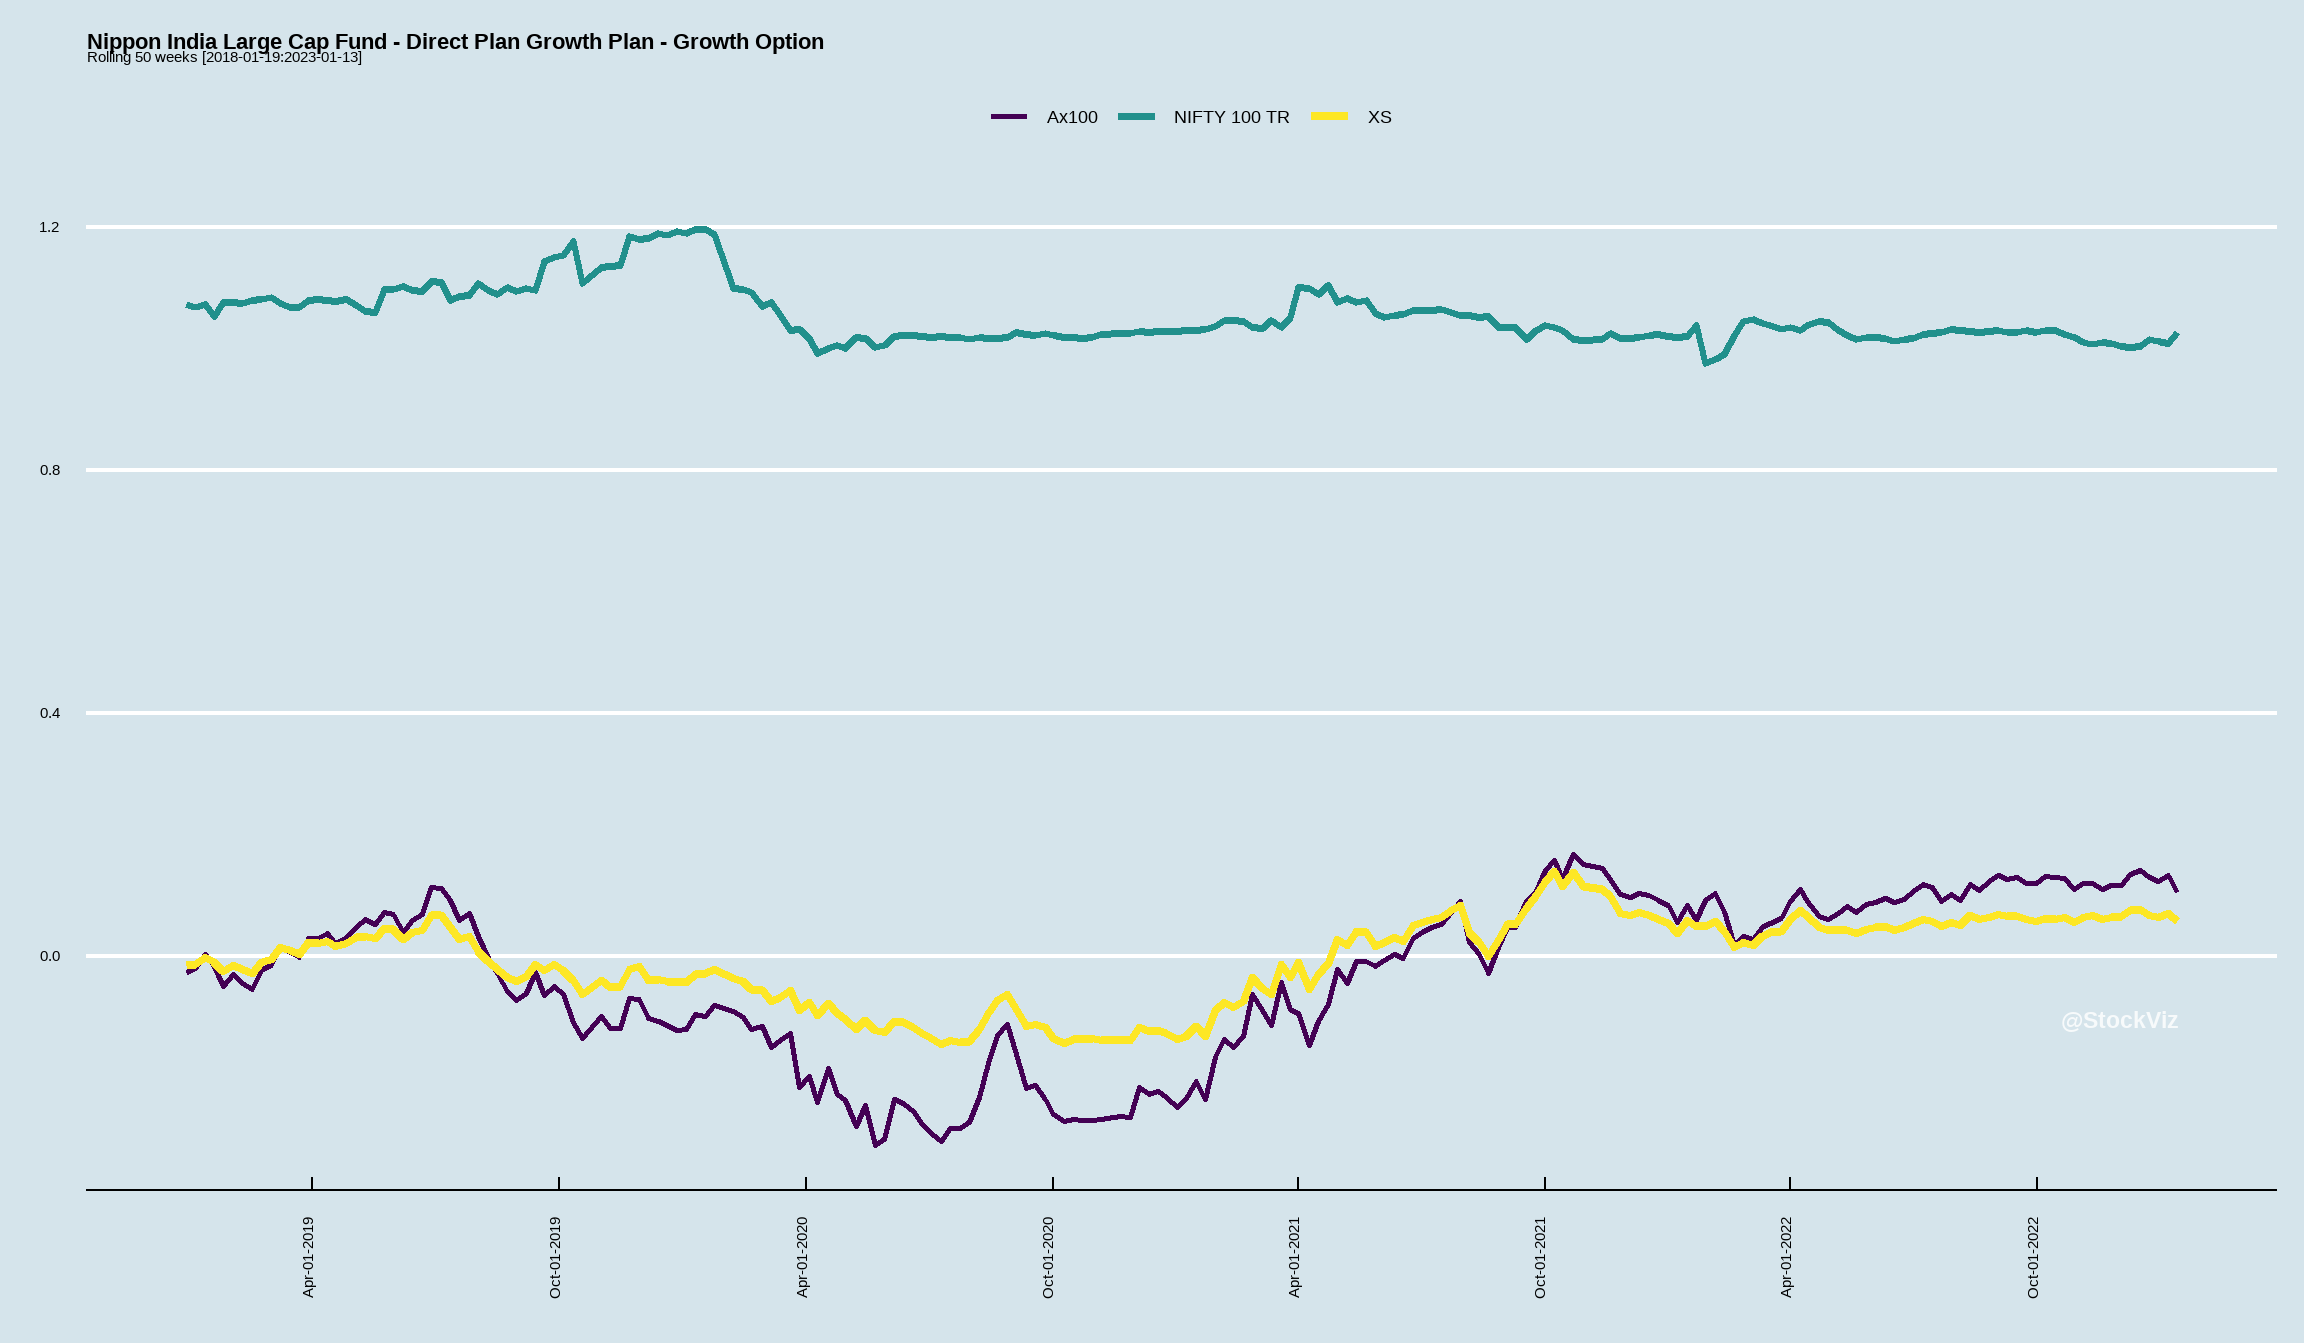 Nippon India Large Cap Fund - Direct Plan Growth Plan - Growth Option
Rolling 50 weeks [2018-01-19:2023-01-13]
Ax100 NIFTY 100 TR XS
1.2
0.8
0.4
0.0
@StockViz
Apr-01-2019
Oct-01-2019
Apr-01-2020
Oct-01-2020
Apr-01-2021
Oct-01-2021
Apr-01-2022
Oct-01-2022